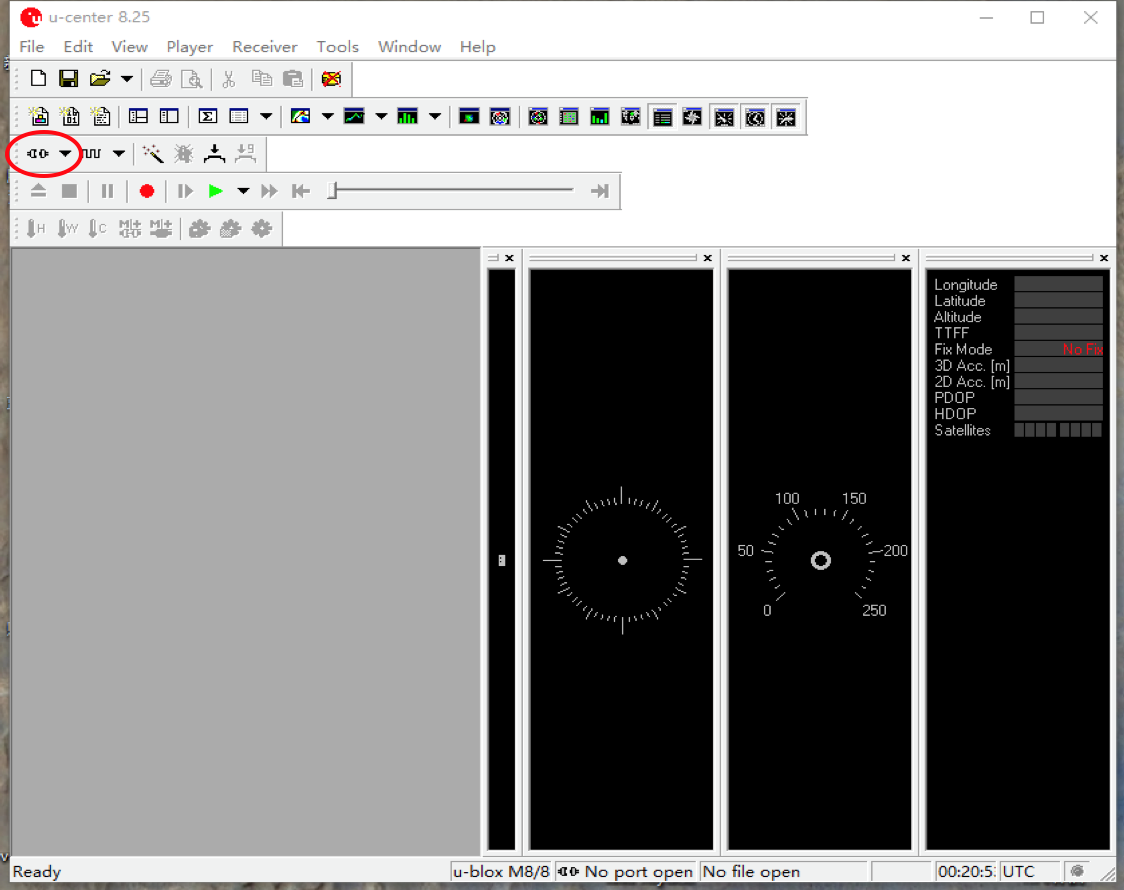 u-center 8.25
File Edit View Player Receiver Tools Window Help
H W C M M
Longitude
Latitude
Altitude
TTFF
Fix Mode No Fix
3D Acc. [m]
2D Acc. [m]
PDOP
HDOP
Satellites
100 150
50 200
0 250
Ready u-blox M8/8 No port open No file open 00:20:5 UTC